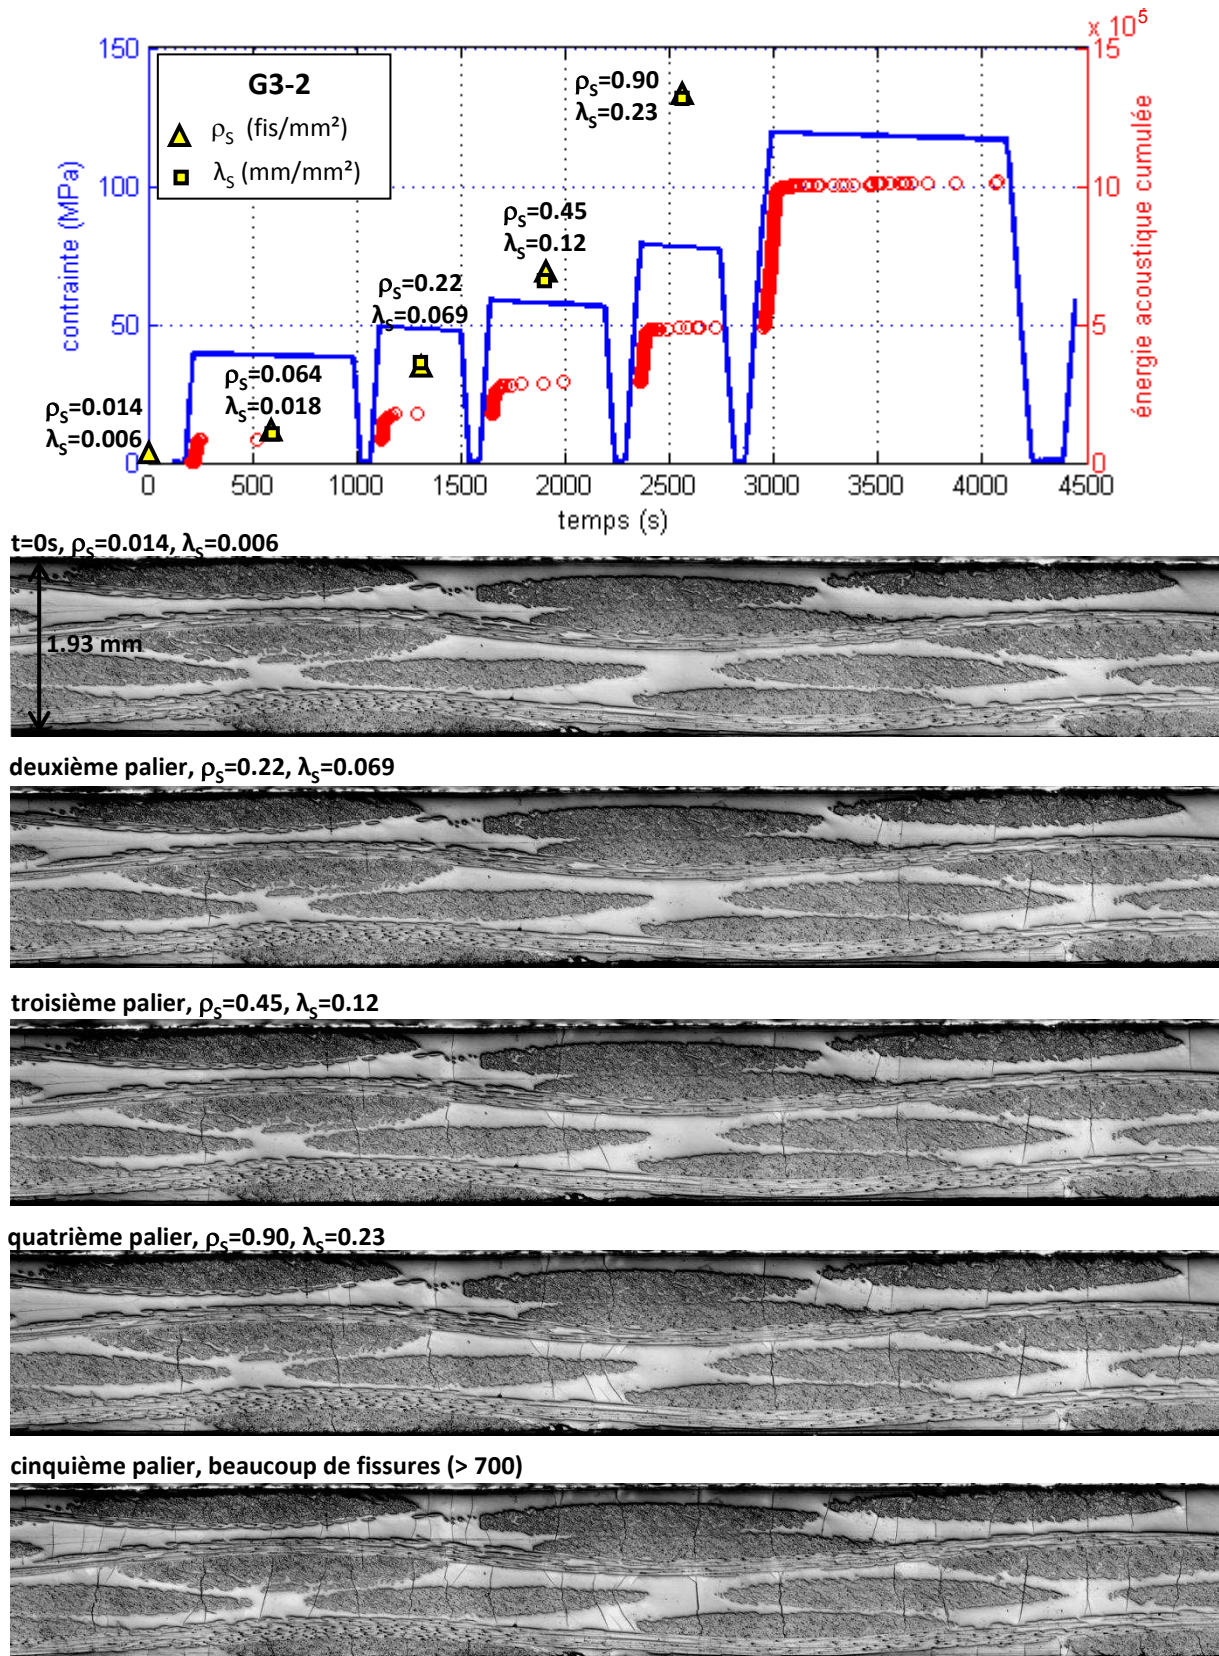 x 10⁵
150
15
G3-2
ρS (fis/mm²)
λS (mm/mm²)
ρS=0.90
λS=0.23
100
10
ρS=0.45
λS=0.12
ρS=0.22
λS=0.069
50
5
ρS=0.064
λS=0.018
ρS=0.014
λS=0.006
0
0
contrainte (MPa)
énergie acoustique cumulée
0 500 1000 1500 2000 2500 3000 3500 4000 4500
temps (s)
t=0s, ρS=0.014, λS=0.006
1.93 mm
deuxième palier, ρS=0.22, λS=0.069
troisième palier, ρS=0.45, λS=0.12
quatrième palier, ρS=0.90, λS=0.23
cinquième palier, beaucoup de fissures (> 700)